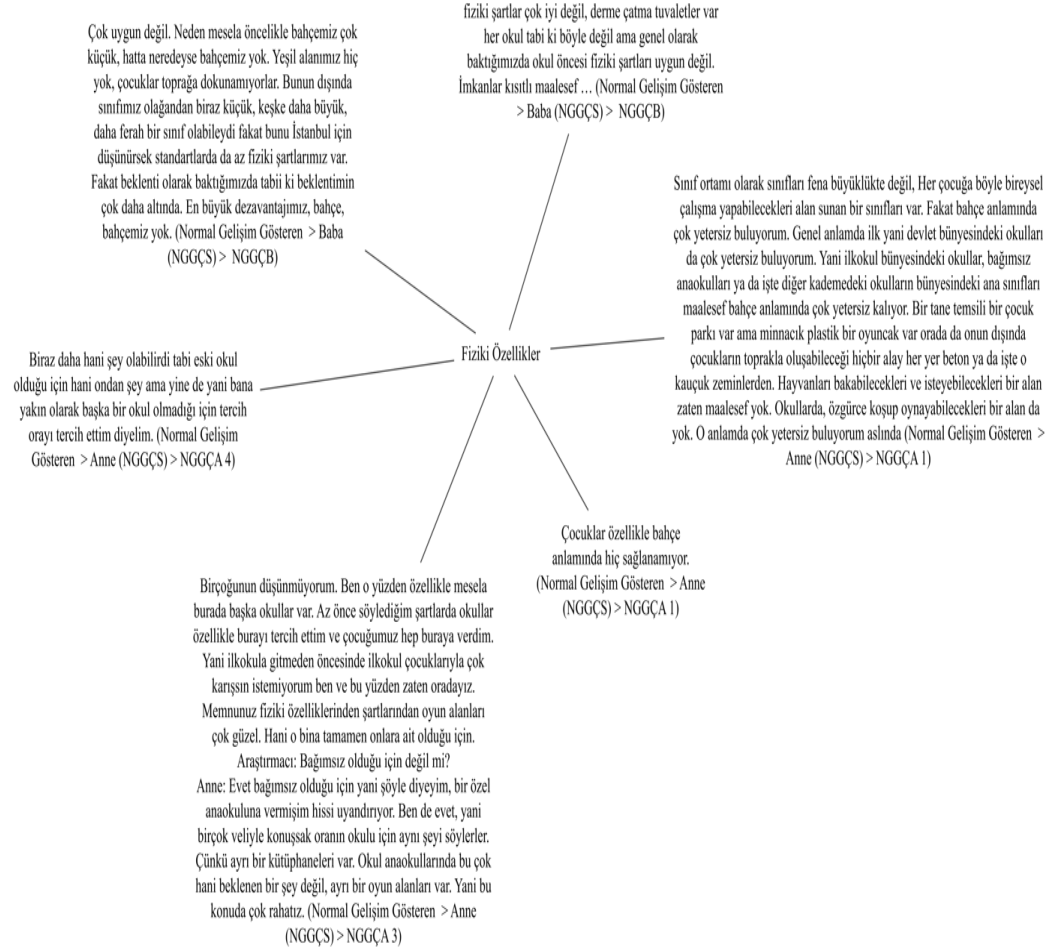 fiziki şartlar çok iyi değil, derme çatma tuvaletler var
her okul tabi ki böyle değil ama genel olarak
baktığımızda okul öncesi fiziki şartları uygun değil.
İmkanlar kısıtlı maalesef … (Normal Gelişim Gösteren
> Baba (NGGÇS) > NGGÇB)
Çok uygun değil. Neden mesela öncelikle bahçemiz çok
küçük, hatta neredeyse bahçemiz yok. Yeşil alanımız hiç
yok, çocuklar toprağa dokunamıyorlar. Bunun dışında
sınıfımız olağandan biraz küçük, keşke daha büyük,
daha ferah bir sınıf olabileydi fakat bunu İstanbul için
düşünürsek standartlarda da az fiziki şartlarımız var.
Fakat beklenti olarak baktığımızda tabii ki beklentimin
çok daha altında. En büyük dezavantajımız, bahçe,
bahçemiz yok. (Normal Gelişim Gösteren > Baba
(NGGÇS) > NGGÇB)
Sınıf ortamı olarak sınıfları fena büyüklükte değil, Her çocuğa böyle bireysel
çalışma yapabilecekleri alan sunan bir sınıfları var. Fakat bahçe anlamında
çok yetersiz buluyorum. Genel anlamda ilk yani devlet bünyesindeki okulları
da çok yetersiz buluyorum. Yani ilkokul bünyesindeki okullar, bağımsız
anaokulları ya da işte diğer kademedeki okulların bünyesindeki ana sınıfları
maalesef bahçe anlamında çok yetersiz kalıyor. Bir tane temsili bir çocuk
parkı var ama minnacık plastik bir oyuncak var orada da onun dışında
çocukların toprakla oluşabileceği hiçbir alay her yer beton ya da işte o
kauçuk zeminlerden. Hayvanları bakabilecekleri ve isteyebilecekleri bir alan
zaten maalesef yok. Okullarda, özgürce koşup oynayabilecekleri bir alan da
yok. O anlamda çok yetersiz buluyorum aslında (Normal Gelişim Gösteren >
Anne (NGGÇS) > NGGÇA 1)
Fiziki Özellikler
Biraz daha hani şey olabilirdi tabi eski okul
olduğu için hani ondan şey ama yine de yani bana
yakın olarak başka bir okul olmadığı için tercih
orayı tercih ettim diyelim. (Normal Gelişim
Gösteren > Anne (NGGÇS) > NGGÇA 4)
Çocuklar özellikle bahçe
anlamında hiç sağlanamıyor.
(Normal Gelişim Gösteren > Anne
(NGGÇS) > NGGÇA 1)
Birçoğunun düşünmüyorum. Ben o yüzden özellikle mesela
burada başka okullar var. Az önce söylediğim şartlarda okullar
özellikle burayı tercih ettim ve çocuğumuz hep buraya verdim.
Yani ilkokula gitmeden öncesinde ilkokul çocuklarıyla çok
karışsın istemiyorum ben ve bu yüzden zaten oradayız.
Memnunuz fiziki özelliklerinden şartlarından oyun alanları
çok güzel. Hani o bina tamamen onlara ait olduğu için.
Araştırmacı: Bağımsız olduğu için değil mi?
Anne: Evet bağımsız olduğu için yani şöyle diyeyim, bir özel
anaokuluna vermişim hissi uyandırıyor. Ben de evet, yani
birçok veliyle konuşsak oranın okulu için aynı şeyi söylerler.
Çünkü ayrı bir kütüphaneleri var. Okul anaokullarında bu çok
hani beklenen bir şey değil, ayrı bir oyun alanları var. Yani bu
konuda çok rahatız. (Normal Gelişim Gösteren > Anne
(NGGÇS) > NGGÇA 3)